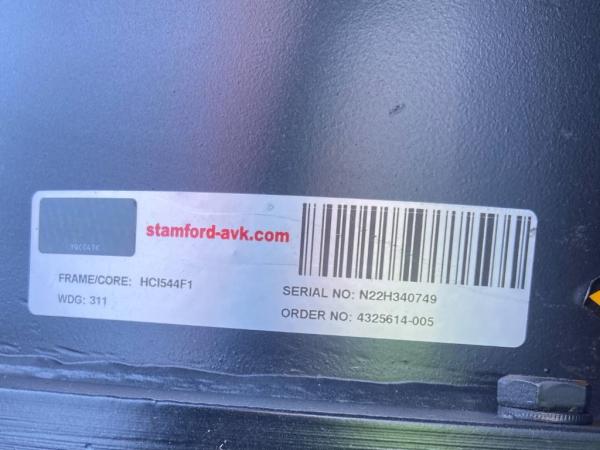 stamford-avk.com
FRAME/CORE: HCI544F1
WDG: 311
SERIAL NO: N22H340749
ORDER NO: 4325614-005